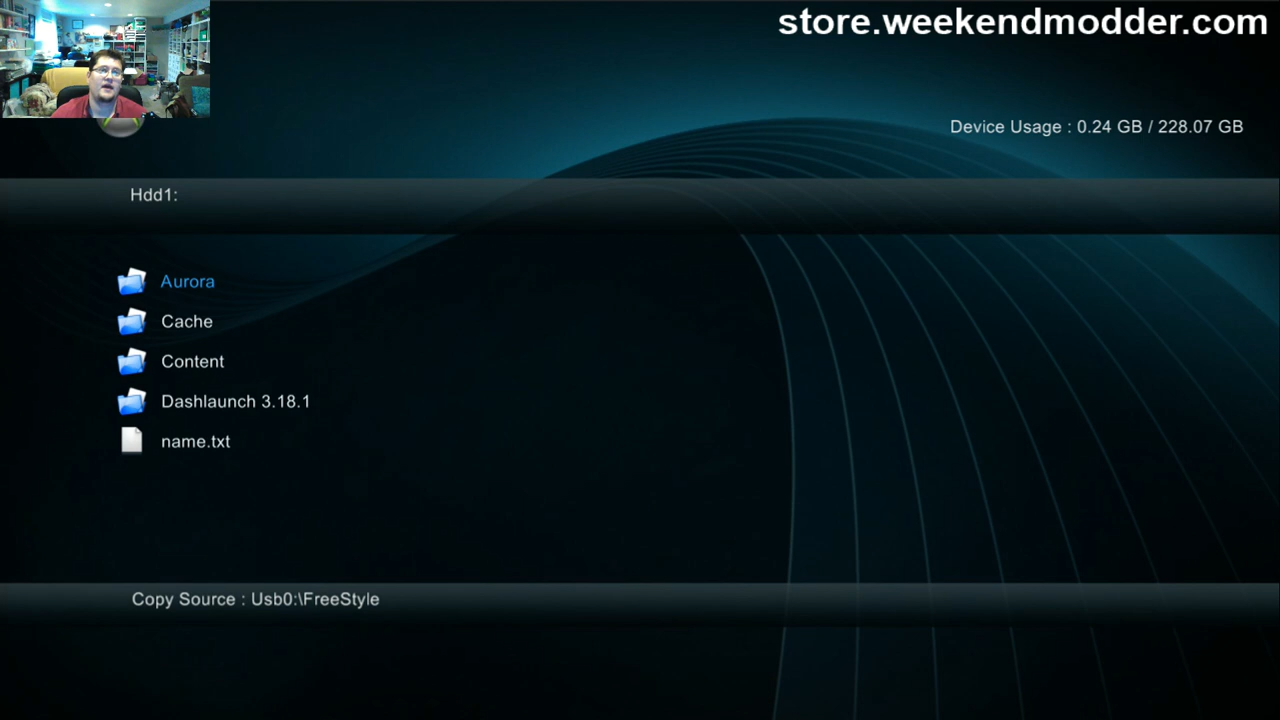 store.weekendmodder.com
Device Usage : 0.24 GB / 228.07 GB
Hdd1:
Aurora
Cache
Content
Dashlaunch 3.18.1
name.txt
Copy Source : Usb0:\FreeStyle